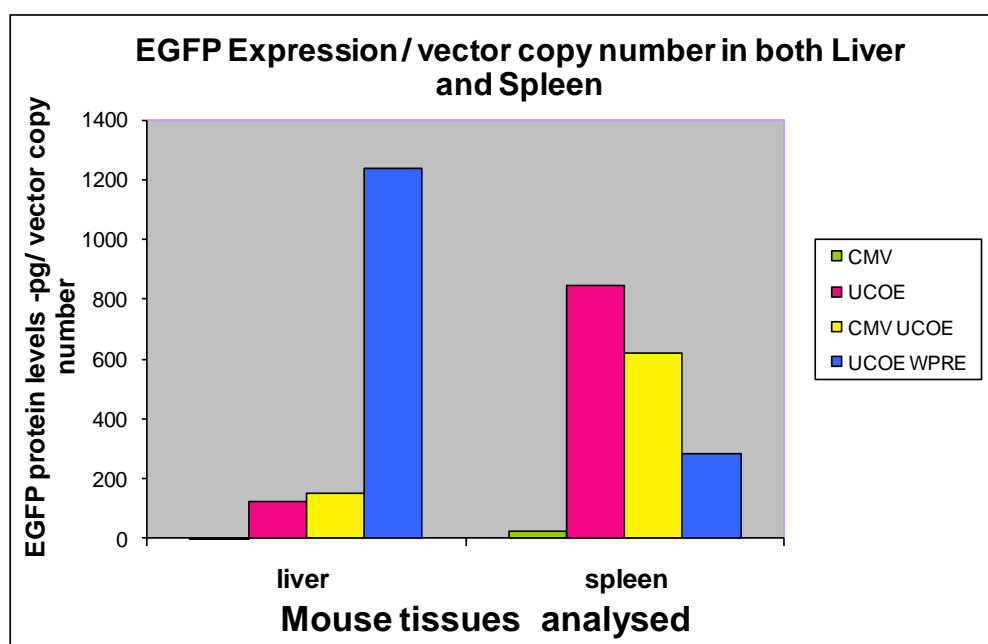 EGFP Expression / vector copy number in both Liver
and Spleen
EGFP protein levels -pg/ vector copy
number
1400
1200
1000
800
600
400
200
0
liver
spleen
Mouse tissues analysed
CMV
UCOE
CMV UCOE
UCOE WPRE